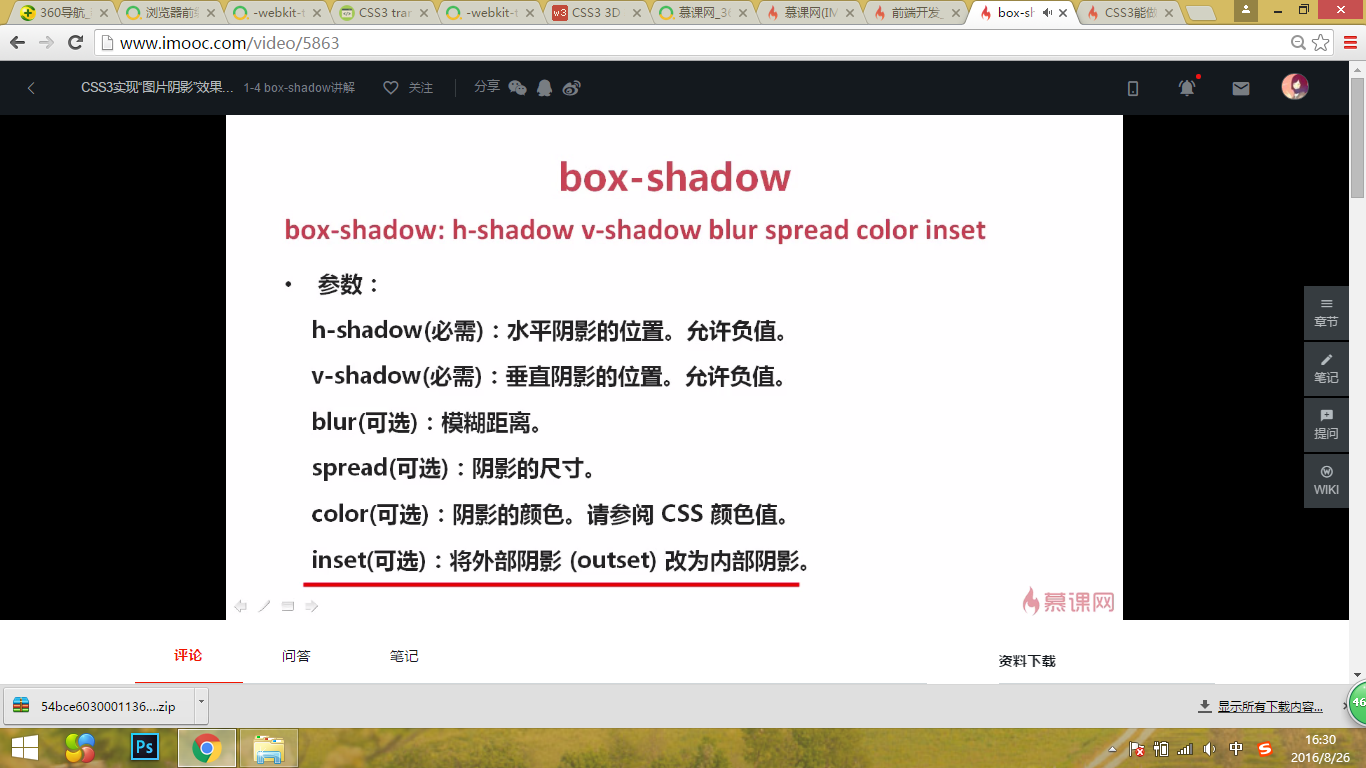 360导航_
浏览器前缀
-webkit-t
CSS3 tran
-webkit-t
CSS3 3D
慕课网_36
慕课网(IM
前端开发_
box-sh
CSS3能做
www.imooc.com/video/5863
CSS3实现“图片阴影”效果... 1-4 box-shadow讲解 关注 分享
box-shadow
box-shadow: h-shadow v-shadow blur spread color inset
• 参数：
h-shadow(必需)：水平阴影的位置。允许负值。
v-shadow(必需)：垂直阴影的位置。允许负值。
blur(可选)：模糊距离。
spread(可选)：阴影的尺寸。
color(可选)：阴影的颜色。请参阅 CSS 颜色值。
inset(可选)：将外部阴影 (outset) 改为内部阴影。
慕课网
章节
笔记
提问
WIKI
评论 问答 笔记 资料下载
54bce6030001136....zip
显示所有下载内容...
46
Ps
中
16:30
2016/8/26